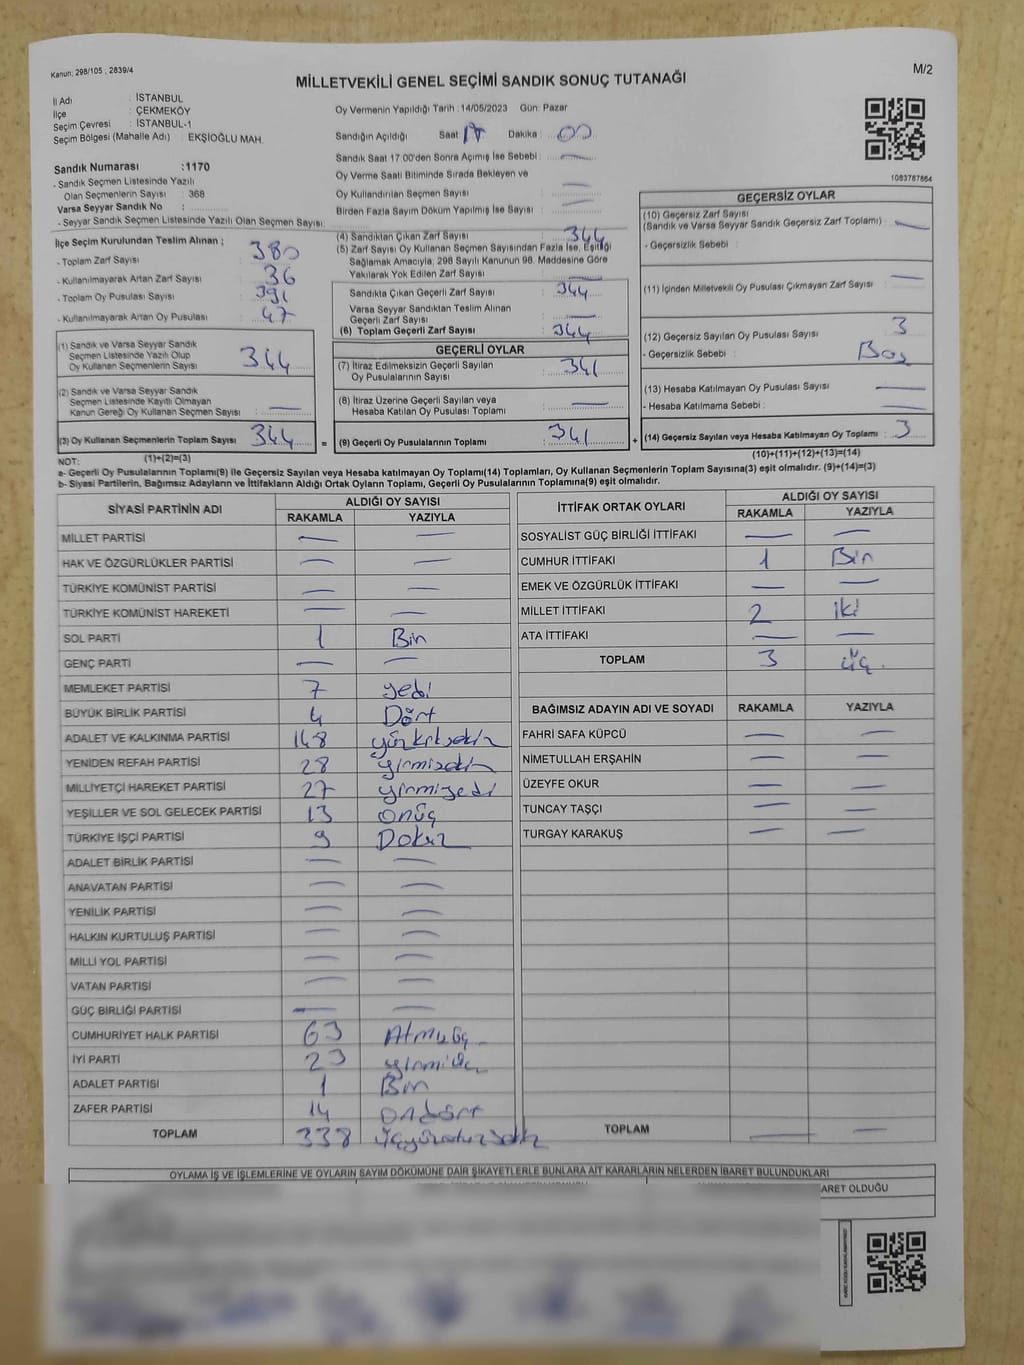 Kanun: 298/105 , 2839/4
M/2
MİLLETVEKİLİ GENEL SEÇİMİ SANDIK SONUÇ TUTANAĞI
İl Adı : İSTANBUL
İlçe : ÇEKMEKÖY
Seçim Çevresi : İSTANBUL-1
Seçim Bölgesi (Mahalle Adı) : EKŞİOĞLU MAH.
Sandık Numarası :1170
- Sandık Seçmen Listesinde Yazılı
Olan Seçmenlerin Sayısı : 368
Varsa Seyyar Sandık No :
- Seyyar Sandık Seçmen Listesinde Yazılı Olan Seçmen Sayısı:
Oy Vermenin Yapıldığı Tarih :14/05/2023 Gün: Pazar
Sandığın Açıldığı Saat 17 Dakika : 00
Sandık Saat 17:00'den Sonra Açımış İse Sebebi : —
Oy Verme Saati Bitiminde Sırada Bekleyen ve
Oy Kullandırılan Seçmen Sayısı : —
Birden Fazla Sayım Döküm Yapılmış İse Sayısı : —
1083787864
İlçe Seçim Kurulundan Teslim Alınan ;
- Toplam Zarf Sayısı : 380
- Kullanılmayarak Artan Zarf Sayısı : 36
- Toplam Oy Pusulası Sayısı : 391
- Kullanılmayarak Artan Oy Pusulası : 47
(1) Sandık ve Varsa Seyyar Sandık
Seçmen Listesinde Yazılı Olup
Oy Kullanan Seçmenlerin Sayısı : 344
(2) Sandık ve Varsa Seyyar Sandık
Seçmen Listesinde Kayıtlı Olmayan
Kanun Gereği Oy Kullanan Seçmen Sayısı : —
(3) Oy Kullanan Seçmenlerin Toplam Sayısı : 344 =
(4) Sandıktan Çıkan Zarf Sayısı : 344
(5) Zarf Sayısı Oy Kullanan Seçmen Sayısından Fazla İse, Eşitliği
Sağlamak Amacıyla, 298 Sayılı Kanunun 98. Maddesine Göre
Yakılarak Yok Edilen Zarf Sayısı : —
Sandıkta Çıkan Geçerli Zarf Sayısı : 344
Varsa Seyyar Sandıktan Teslim Alınan
Geçerli Zarf Sayısı : —
(6) Toplam Geçerli Zarf Sayısı : 344
GEÇERLİ OYLAR
(7) İtiraz Edilmeksizin Geçerli Sayılan
Oy Pusulalarının Sayısı : 341
(8) İtiraz Üzerine Geçerli Sayılan veya
Hesaba Katılan Oy Pusulası Toplamı : —
(9) Geçerli Oy Pusulalarının Toplamı : 341 +
GEÇERSİZ OYLAR
(10) Geçersiz Zarf Sayısı
(Sandık ve Varsa Seyyar Sandık Geçersiz Zarf Toplamı) : —
- Geçersizlik Sebebi :
(11) İçinden Milletvekili Oy Pusulası Çıkmayan Zarf Sayısı : —
(12) Geçersiz Sayılan Oy Pusulası Sayısı : 3
- Geçersizlik Sebebi : Boş
(13) Hesaba Katılmayan Oy Pusulası Sayısı : —
- Hesaba Katılmama Sebebi : —
(14) Geçersiz Sayılan veya Hesaba Katılmayan Oy Toplamı : 3
NOT: (1)+(2)=(3) (10)+(11)+(12)+(13)=(14)
a- Geçerli Oy Pusulalarının Toplamı(9) ile Geçersiz Sayılan veya Hesaba katılmayan Oy Toplamı(14) Toplamları, Oy Kullanan Seçmenlerin Toplam Sayısına(3) eşit olmalıdır. (9)+(14)=(3)
b- Siyasi Partilerin, Bağımsız Adayların ve İttifakların Aldığı Ortak Oyların Toplamı, Geçerli Oy Pusulalarının Toplamına(9) eşit olmalıdır.
SİYASİ PARTİNİN ADI ALDIĞI OY SAYISI
RAKAMLA YAZIYLA
MİLLET PARTİSİ — —
HAK VE ÖZGÜRLÜKLER PARTİSİ — —
TÜRKİYE KOMÜNİST PARTİSİ — —
TÜRKİYE KOMÜNİST HAREKETİ — —
SOL PARTİ 1 Bir
GENÇ PARTİ — —
MEMLEKET PARTİSİ 7 yedi
BÜYÜK BİRLİK PARTİSİ 4 Dört
ADALET VE KALKINMA PARTİSİ 148 yüzkırksekiz
YENİDEN REFAH PARTİSİ 28 yirmisekiz
MİLLİYETÇİ HAREKET PARTİSİ 27 yirmiyedi
YEŞİLLER VE SOL GELECEK PARTİSİ 13 onüç
TÜRKİYE İŞÇİ PARTİSİ 9 Dokuz
ADALET BİRLİK PARTİSİ — —
ANAVATAN PARTİSİ — —
YENİLİK PARTİSİ — —
HALKIN KURTULUŞ PARTİSİ — —
MİLLİ YOL PARTİSİ — —
VATAN PARTİSİ — —
GÜÇ BİRLİĞİ PARTİSİ — —
CUMHURİYET HALK PARTİSİ 63 Atmışüç
İYİ PARTİ 23 yirmiüç
ADALET PARTİSİ 1 Bir
ZAFER PARTİSİ 14 ondört
TOPLAM 338 üçyüzotuzsekiz
İTTİFAK ORTAK OYLARI ALDIĞI OY SAYISI
RAKAMLA YAZIYLA
SOSYALİST GÜÇ BİRLİĞİ İTTİFAKI — —
CUMHUR İTTİFAKI 1 Bir
EMEK VE ÖZGÜRLÜK İTTİFAKI — —
MİLLET İTTİFAKI 2 iki
ATA İTTİFAKI — —
TOPLAM 3 üç
BAĞIMSIZ ADAYIN ADI VE SOYADI RAKAMLA YAZIYLA
FAHRİ SAFA KÜPCÜ — —
NİMETULLAH ERŞAHİN — —
ÜZEYFE OKUR — —
TUNCAY TAŞÇI — —
TURGAY KARAKUŞ — —
TOPLAM — —
OYLAMA İŞ VE İŞLEMLERİNE VE OYLARIN SAYIM DÖKÜMÜNE DAİR ŞİKAYETLERLE BUNLARA AİT KARARLARIN NELERDEN İBARET BULUNDUKLARI
ARET OLDUĞU